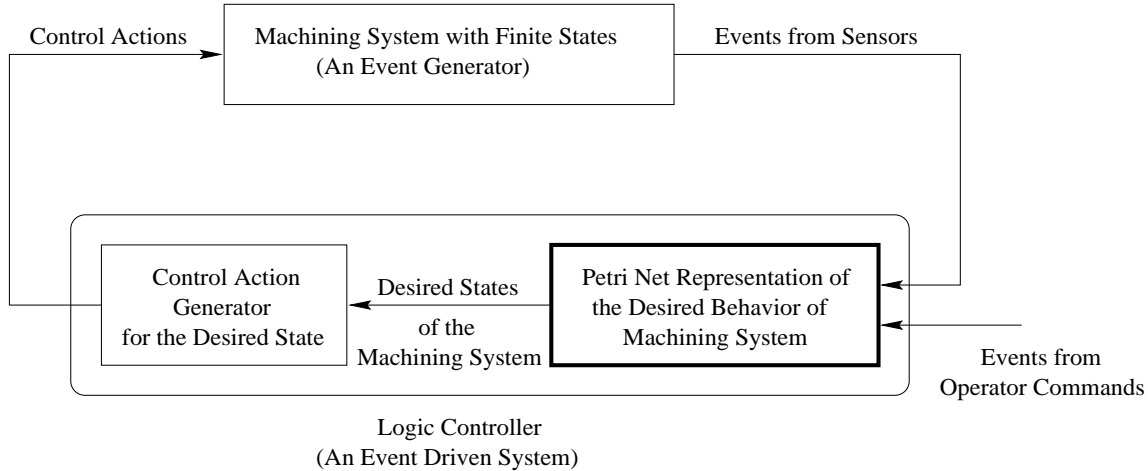 Control Actions
Machining System with Finite States
(An Event Generator)
Events from Sensors
Control Action
Generator
for the Desired State
Desired States
of the
Machining System
Petri Net Representation of
the Desired Behavior of
Machining System
Events from
Operator Commands
Logic Controller
(An Event Driven System)